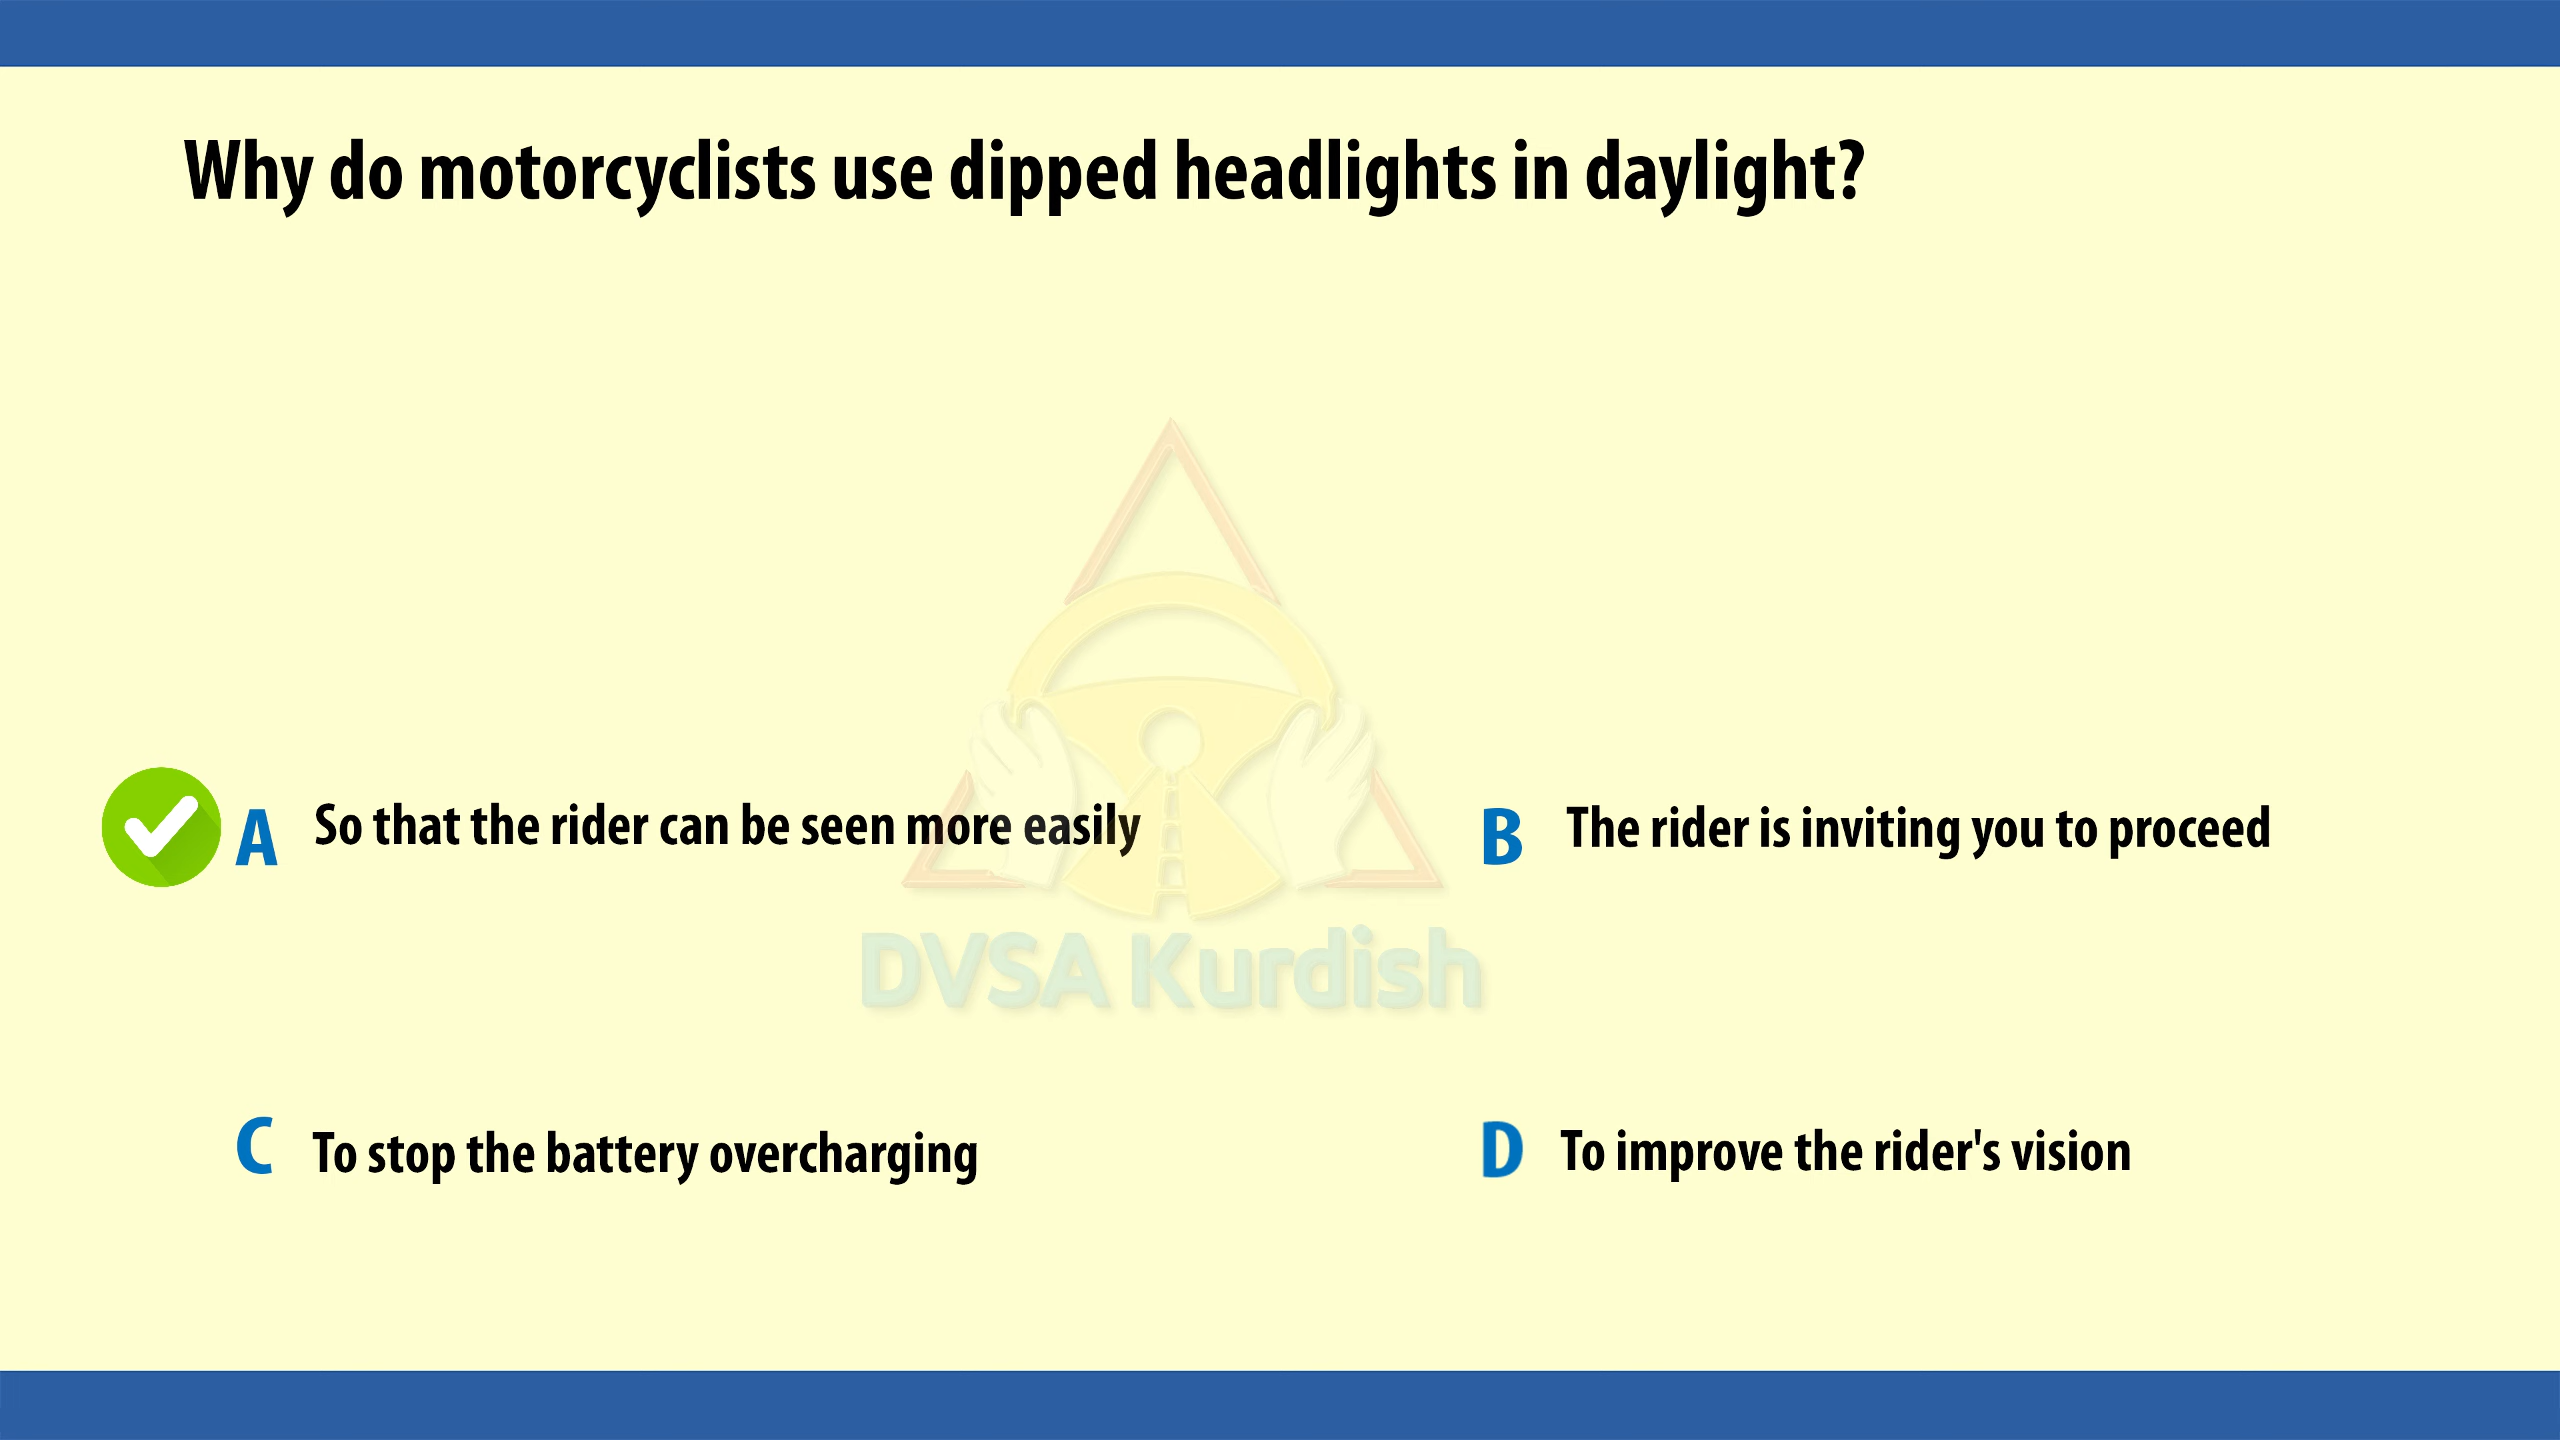 Why do motorcyclists use dipped headlights in daylight?
A So that the rider can be seen more easily
B The rider is inviting you to proceed
DVSA Kurdish
C To stop the battery overcharging
D To improve the rider's vision